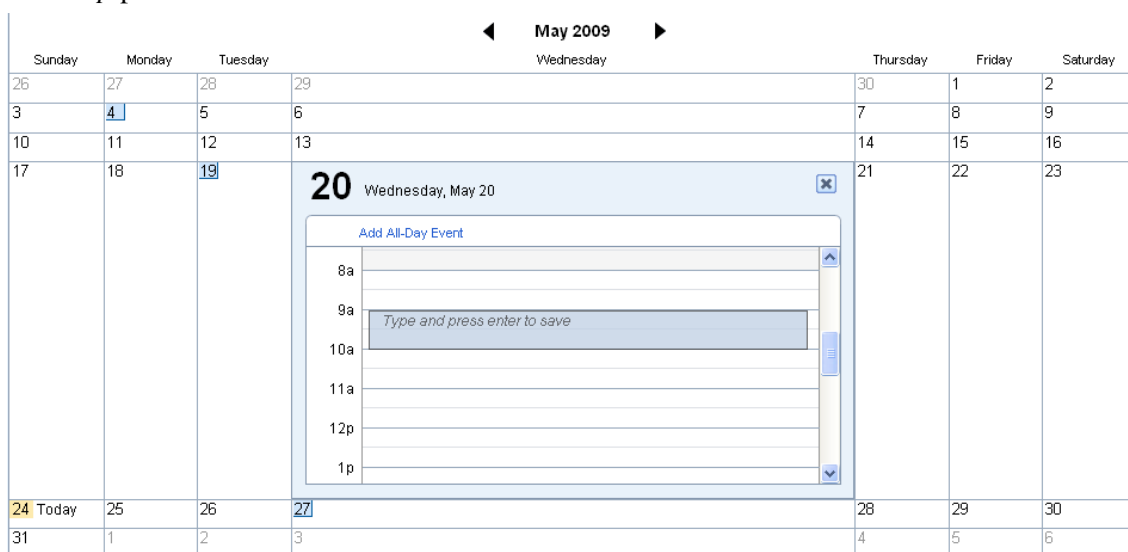 May 2009
Sunday Monday Tuesday Wednesday Thursday Friday Saturday
26 27 28 29 30 1 2
3 4 5 6 7 8 9
10 11 12 13 14 15 16
17 18 19 21 22 23
20 Wednesday, May 20
Add All-Day Event
8a
9a
Type and press enter to save
10a
11a
12p
1p
24 Today 25 26 27 28 29 30
31 1 2 3 4 5 6